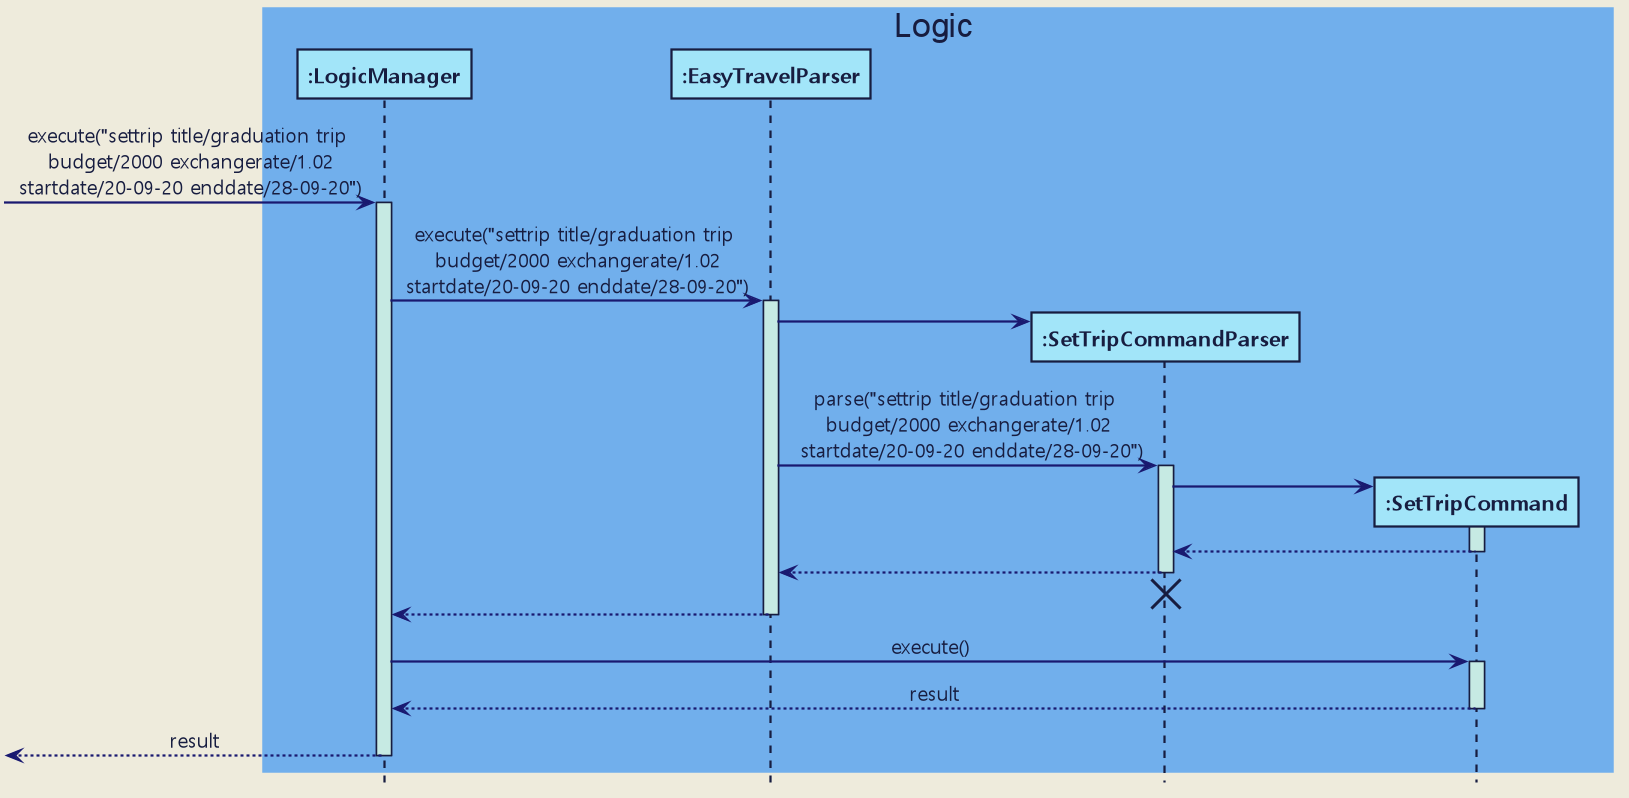 Logic
:LogicManager
:EasyTravelParser
execute("settrip title/graduation trip
budget/2000 exchangerate/1.02
startdate/20-09-20 enddate/28-09-20")
execute("settrip title/graduation trip
budget/2000 exchangerate/1.02
startdate/20-09-20 enddate/28-09-20")
:SetTripCommandParser
parse("settrip title/graduation trip
budget/2000 exchangerate/1.02
startdate/20-09-20 enddate/28-09-20")
:SetTripCommand
execute()
result
result